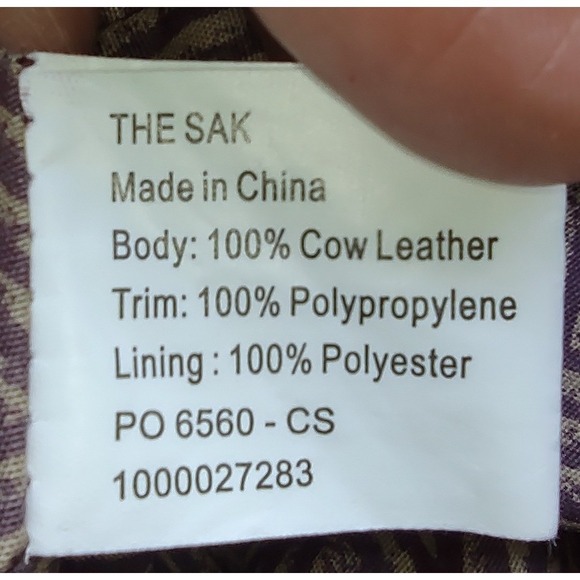 THE SAK
Made in China
Body: 100% Cow Leather
Trim: 100% Polypropylene
Lining : 100% Polyester
PO 6560 - CS
1000027283